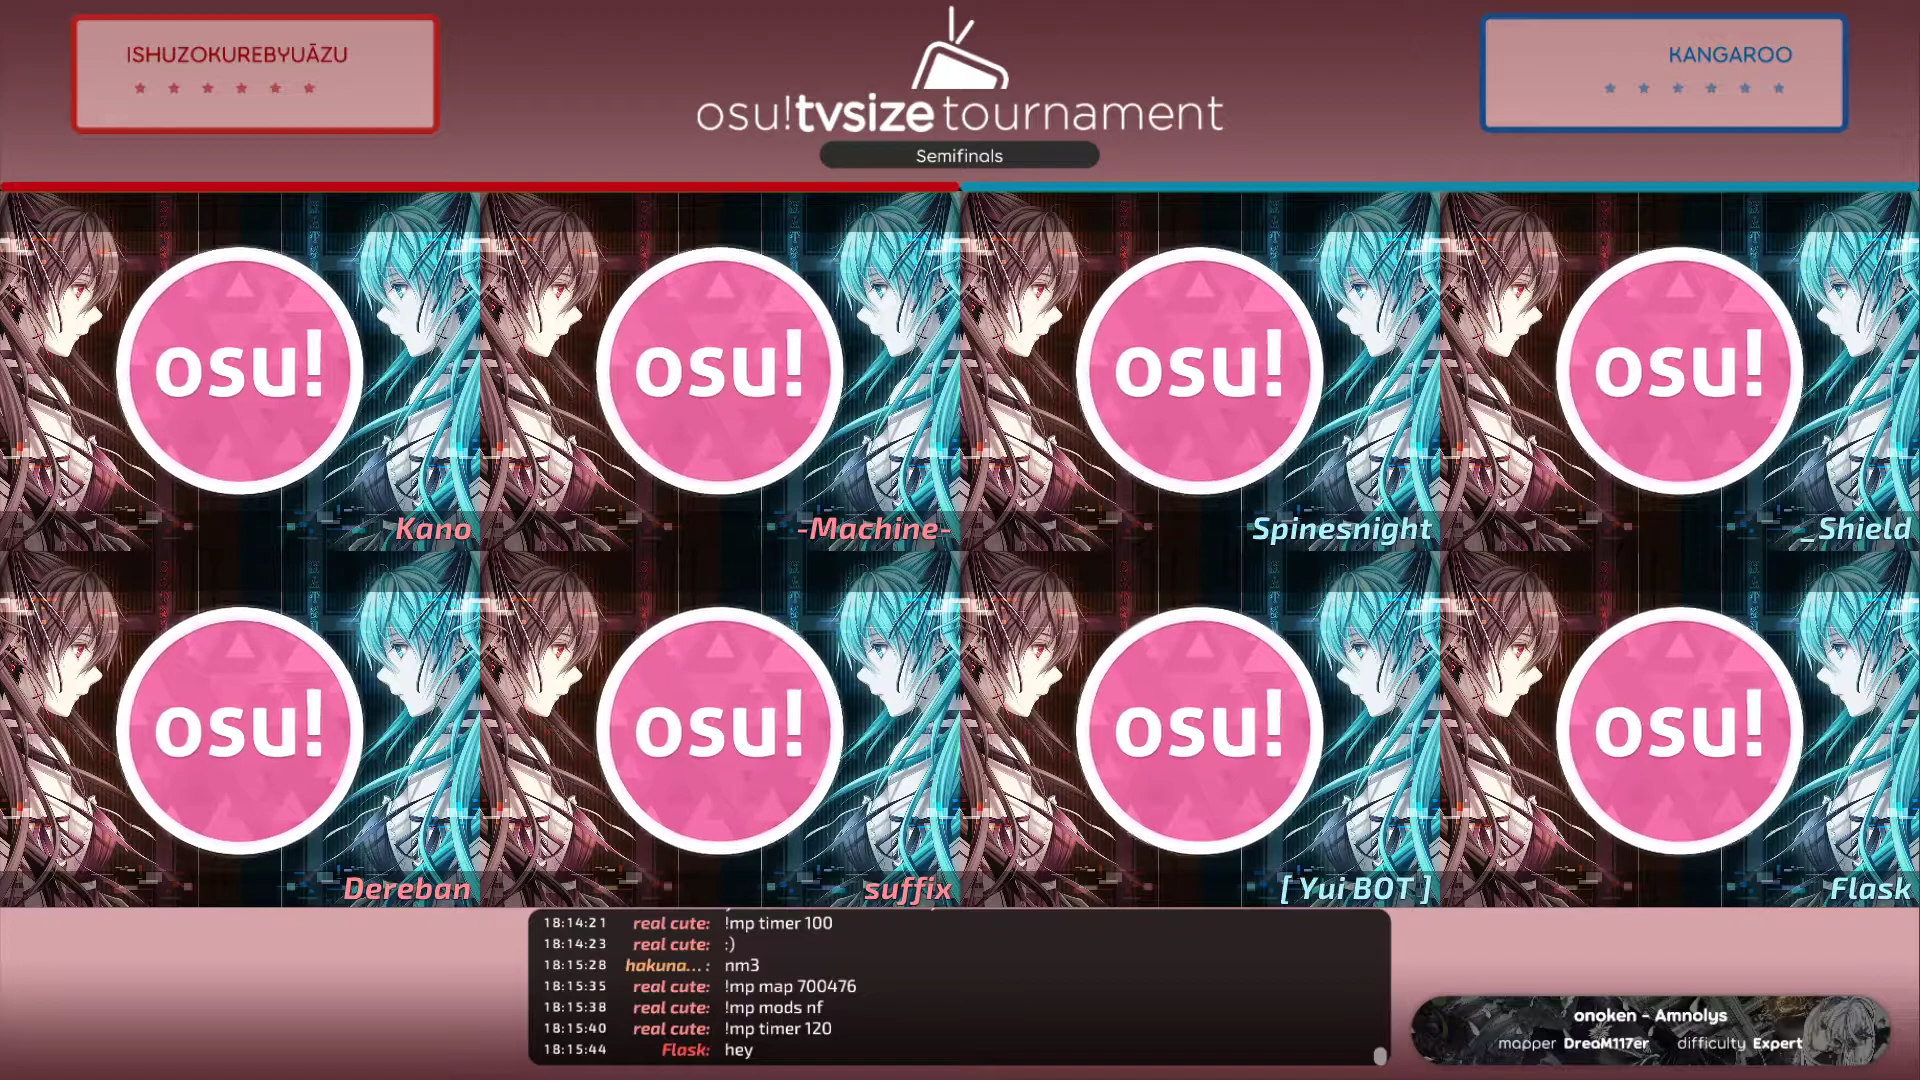 ISHUZOKUREBYUĀZU
osu!tvsize tournament
Semifinals
KANGAROO
osu!
osu!
osu!
osu!
Kano
-Machine-
Spinesnight
_Shield
osu!
osu!
osu!
osu!
Dereban
suffix
[ Yui BOT ]
Flask
18:14:21 real cute: !mp timer 100
18:14:23 real cute: :)
18:15:28 hakuna...: nm3
18:15:35 real cute: !mp map 700476
18:15:38 real cute: !mp mods nf
18:15:40 real cute: !mp timer 120
18:15:44 Flask: hey
onoken - Amnolys
mapper DreaM117er difficulty Expert